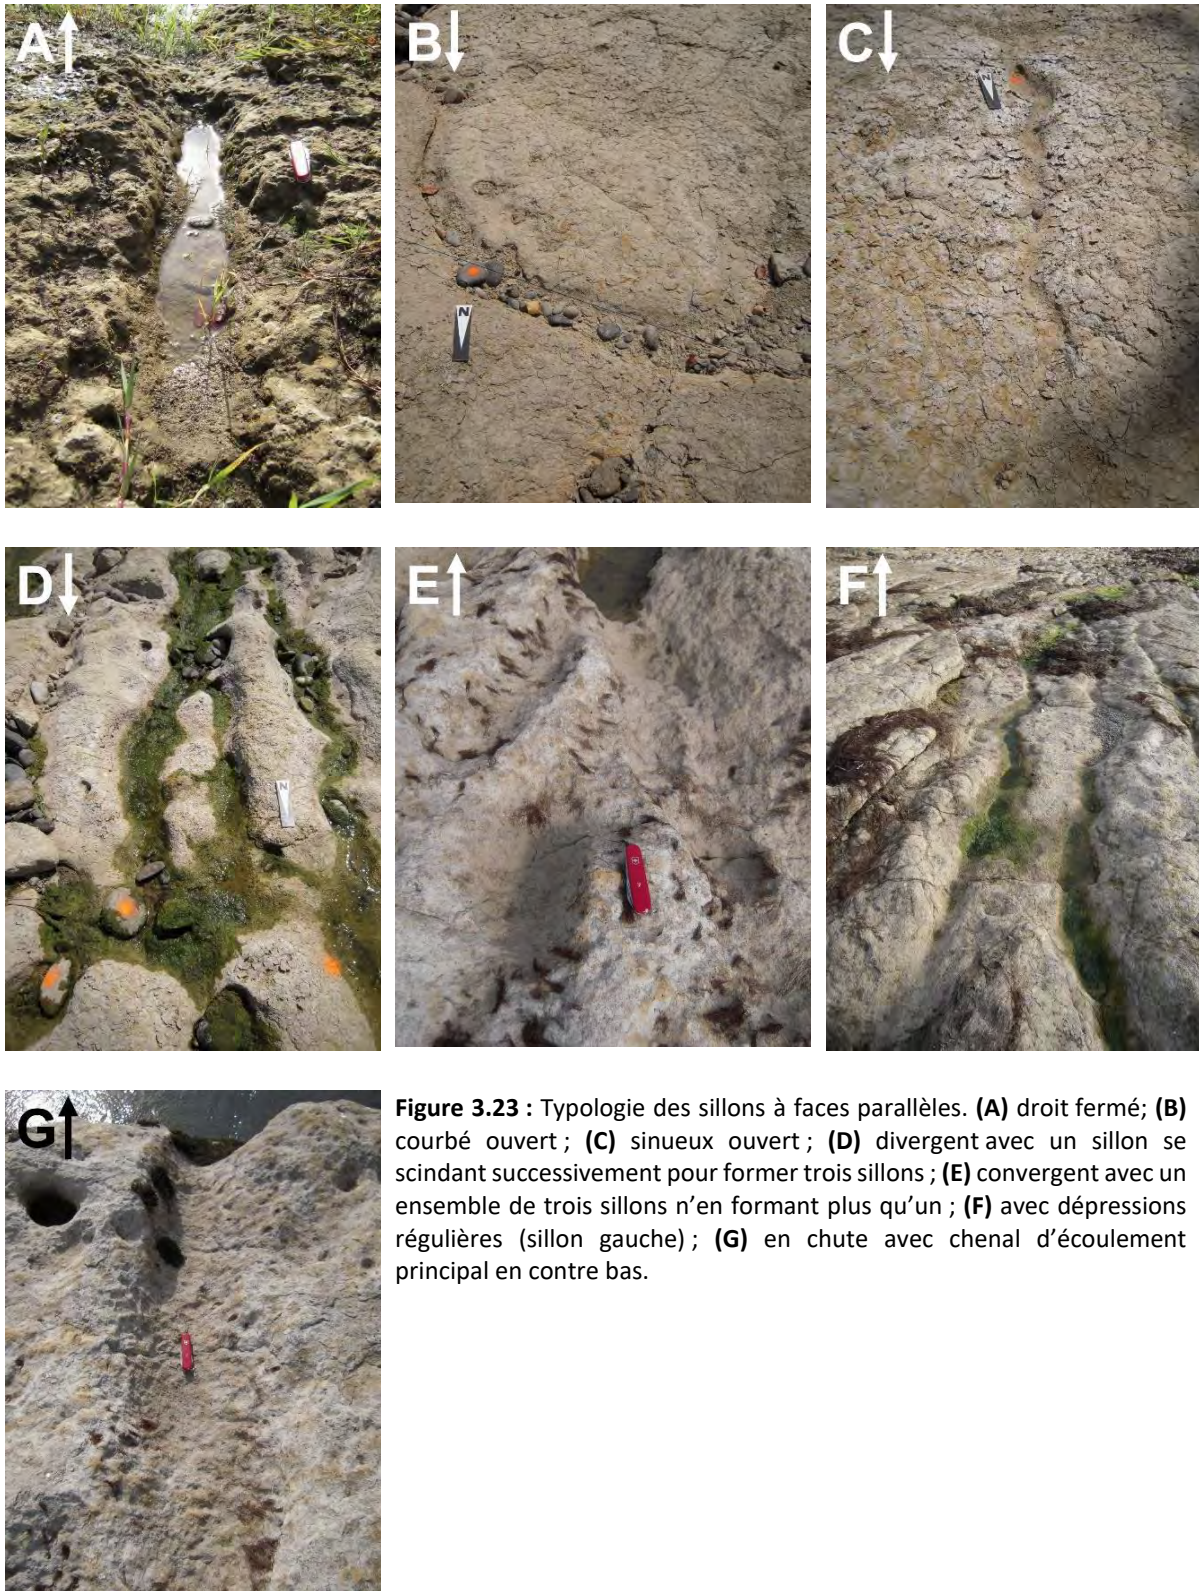 A
B
C
N
N
D
E
F
N
G
Figure 3.23 : Typologie des sillons à faces parallèles. (A) droit fermé; (B)
courbé ouvert ; (C) sinueux ouvert ; (D) divergent avec un sillon se
scindant successivement pour former trois sillons ; (E) convergent avec un
ensemble de trois sillons n’en formant plus qu’un ; (F) avec dépressions
régulières (sillon gauche) ; (G) en chute avec chenal d’écoulement
principal en contre bas.